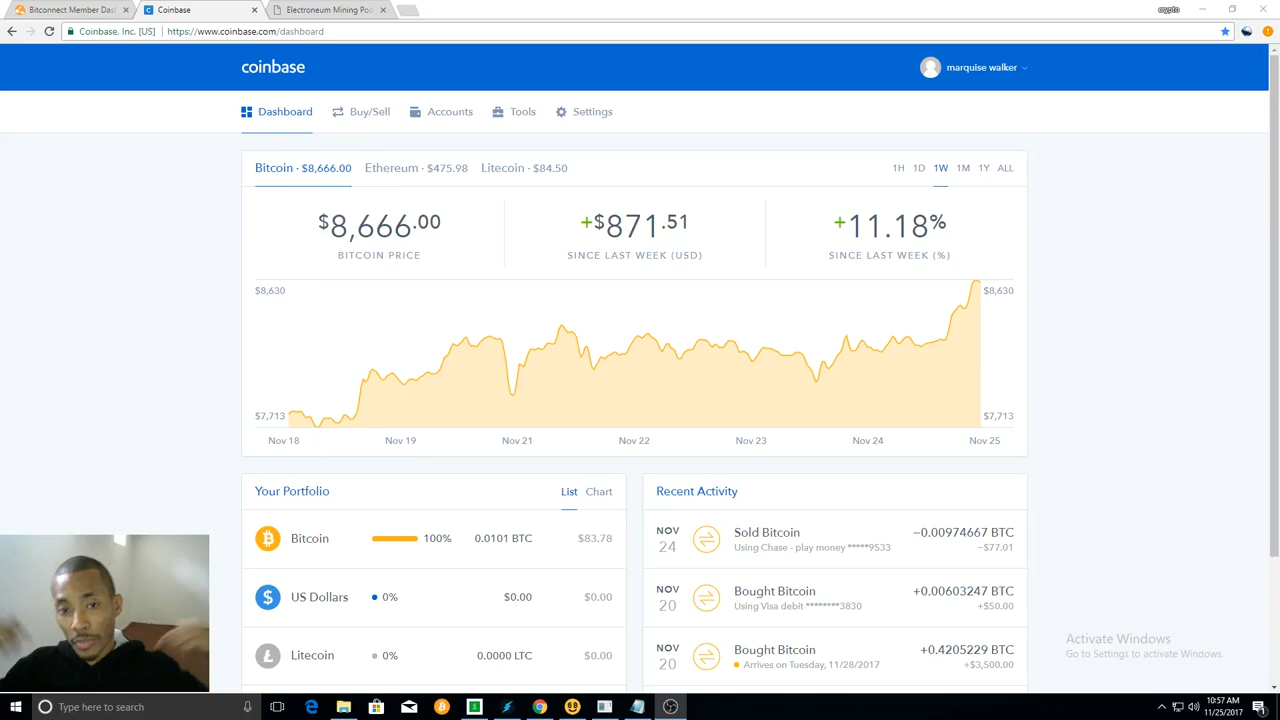 Bitconnect Member Das
Coinbase
Electroneum Mining Poo
crypto
Coinbase, Inc. [US]
https://www.coinbase.com/dashboard
coinbase
marquise walker
Dashboard
Buy/Sell
Accounts
Tools
Settings
Bitcoin · $8,666.00
Ethereum · $475.98
Litecoin · $84.50
1H 1D 1W 1M 1Y ALL
$8,666.00
BITCOIN PRICE
+$871.51
SINCE LAST WEEK (USD)
+11.18%
SINCE LAST WEEK (%)
$8,630
$8,630
$7,713
$7,713
Nov 18
Nov 19
Nov 21
Nov 22
Nov 23
Nov 24
Nov 25
Your Portfolio
List
Chart
Bitcoin
100%
0.0101 BTC
$83.78
US Dollars
0%
$0.00
$0.00
Litecoin
0%
0.0000 LTC
$0.00
Recent Activity
NOV
24
Sold Bitcoin
−0.00974667 BTC
Using Chase - play money *****9533
−$77.01
NOV
20
Bought Bitcoin
+0.00603247 BTC
Using Visa debit ********3830
+$50.00
NOV
20
Bought Bitcoin
+0.4205229 BTC
Arrives on Tuesday, 11/28/2017
+$3,500.00
Activate Windows
Go to Settings to activate Windows.
Type here to search
10:57 AM
11/25/2017